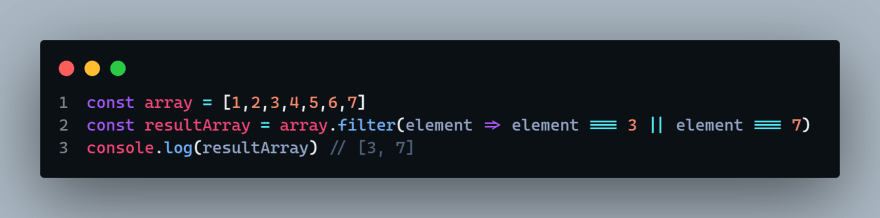 1 const array = [1,2,3,4,5,6,7]
2 const resultArray = array.filter(element => element === 3 || element === 7)
3 console.log(resultArray) // [3, 7]